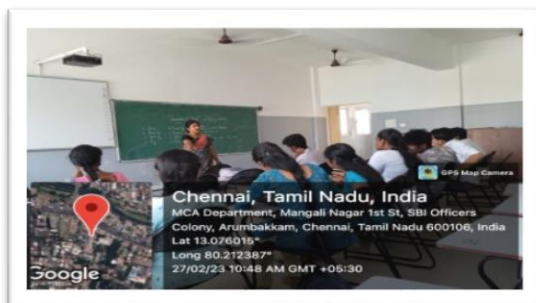 GPS Map Camera
Chennai, Tamil Nadu, India
MCA Department, Mangali Nagar 1st St, SBI Officers
Colony, Arumbakkam, Chennai, Tamil Nadu 600106, India
Lat 13.076015°
Long 80.212387°
27/02/23 10:48 AM GMT +05:30
Google